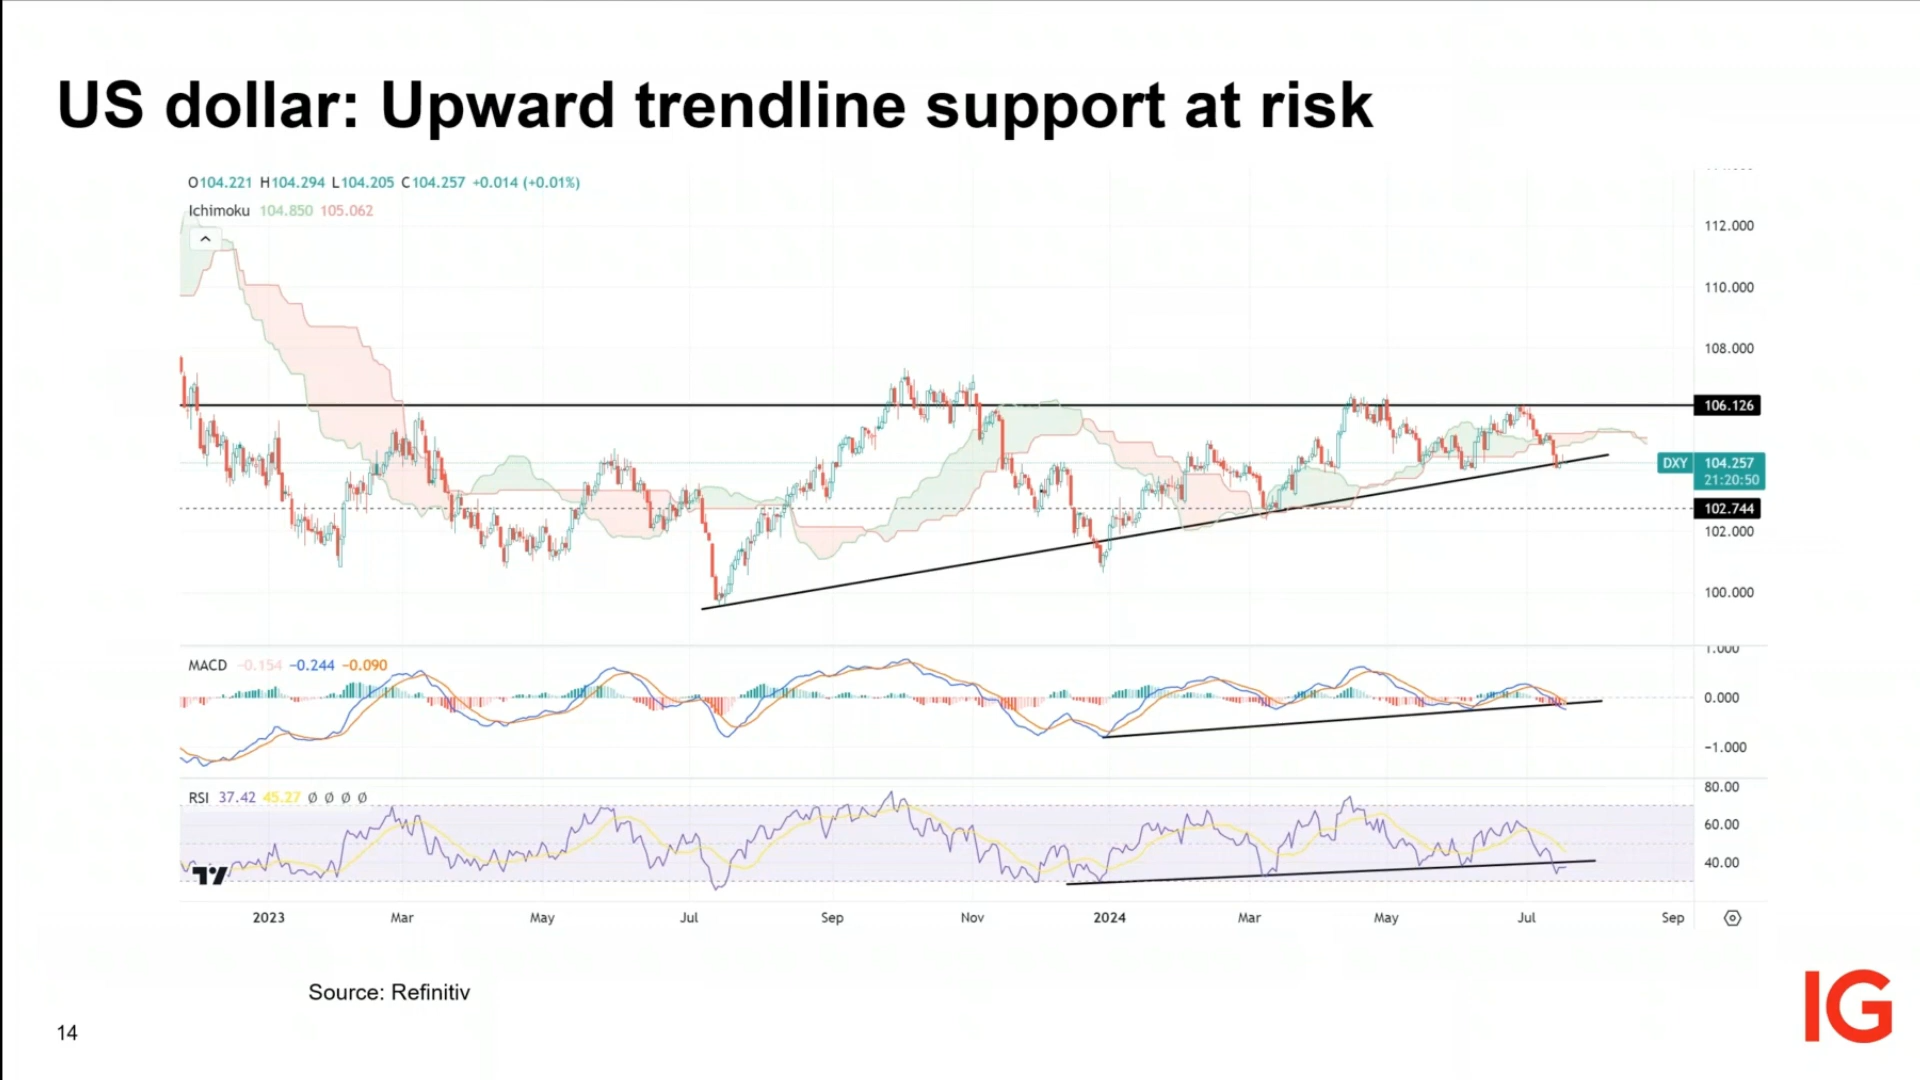 US dollar: Upward trendline support at risk
O104.221 H104.294 L104.205 C104.257 +0.014 (+0.01%)
Ichimoku 104.850 105.062
112.000
110.000
108.000
106.126
DXY 104.257
21:20:50
102.744
102.000
100.000
MACD -0.154 -0.244 -0.090
1.000
0.000
-1.000
RSI 37.42 45.27 Ø Ø Ø Ø
80.00
60.00
40.00
2023 Mar May Jul Sep Nov 2024 Mar May Jul Sep
Source: Refinitiv
14
IG